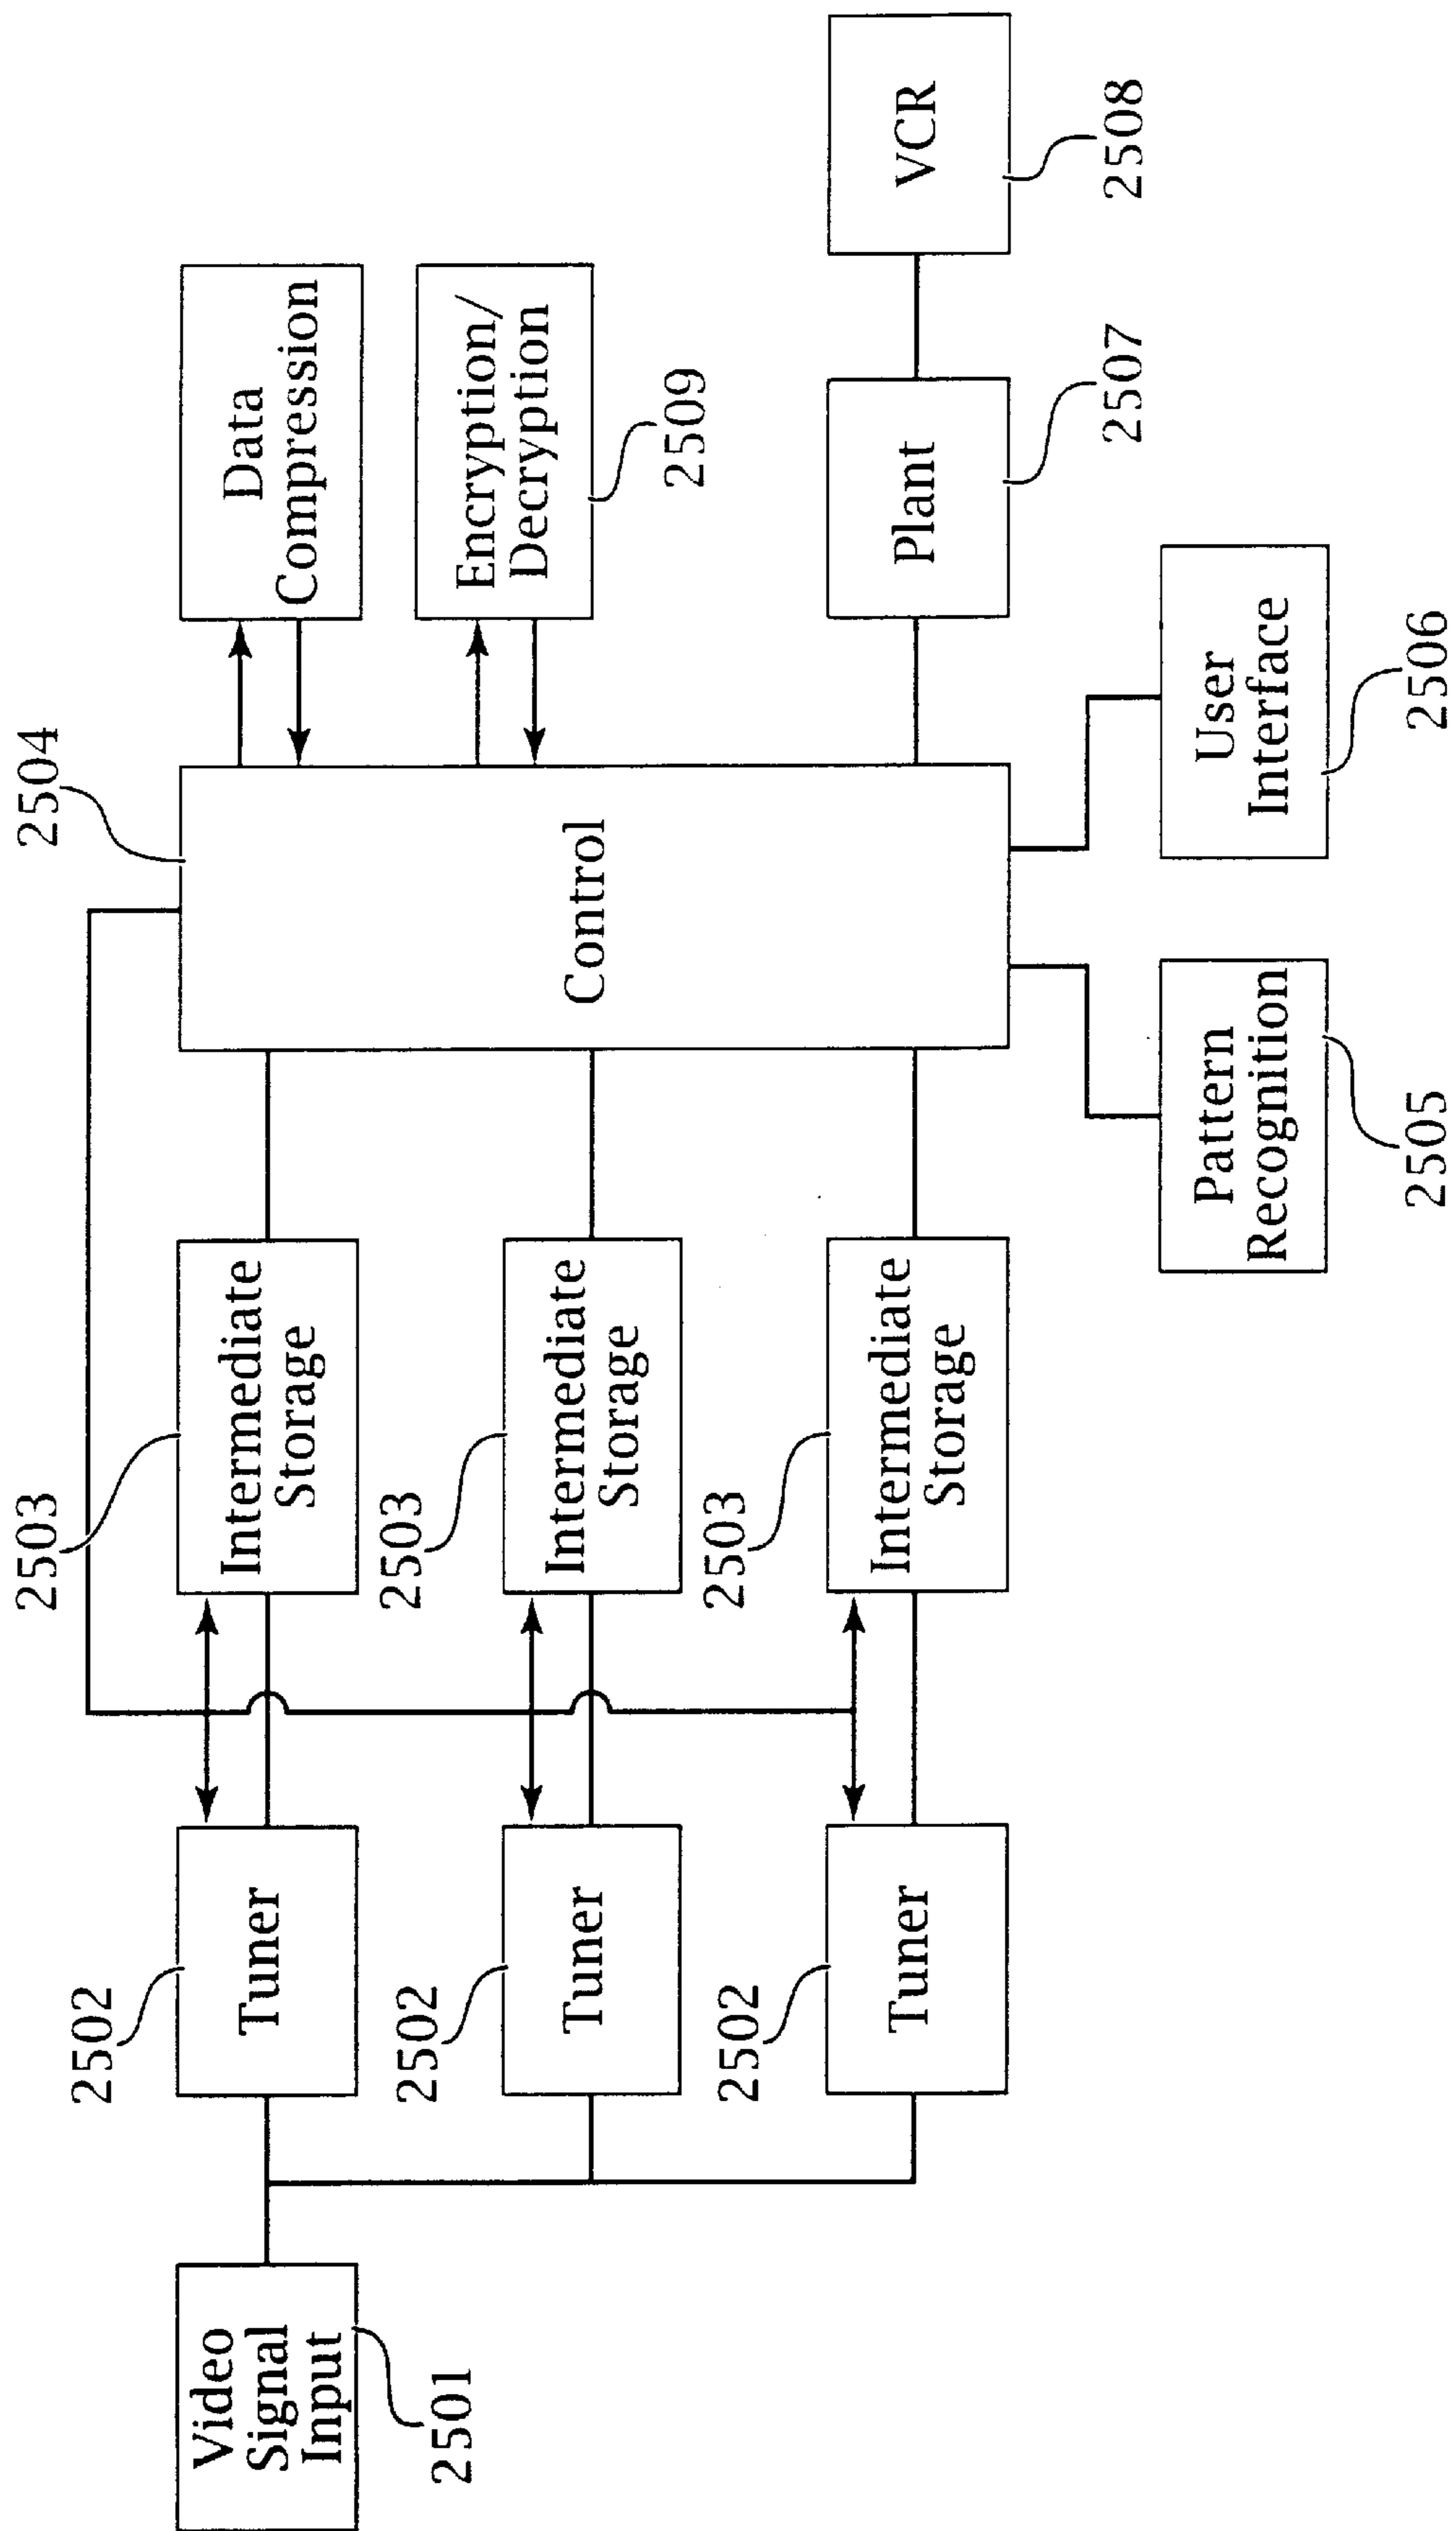 2504
Data
Compression
Encryption/
Decryption
2509
Control
VCR
2508
Plant
2507
User
Interface
2506
Pattern
Recognition
2505
2503
Intermediate
Storage
2503
Intermediate
Storage
2503
Intermediate
Storage
2502
Tuner
2502
Tuner
2502
Tuner
Video
Signal
Input
2501